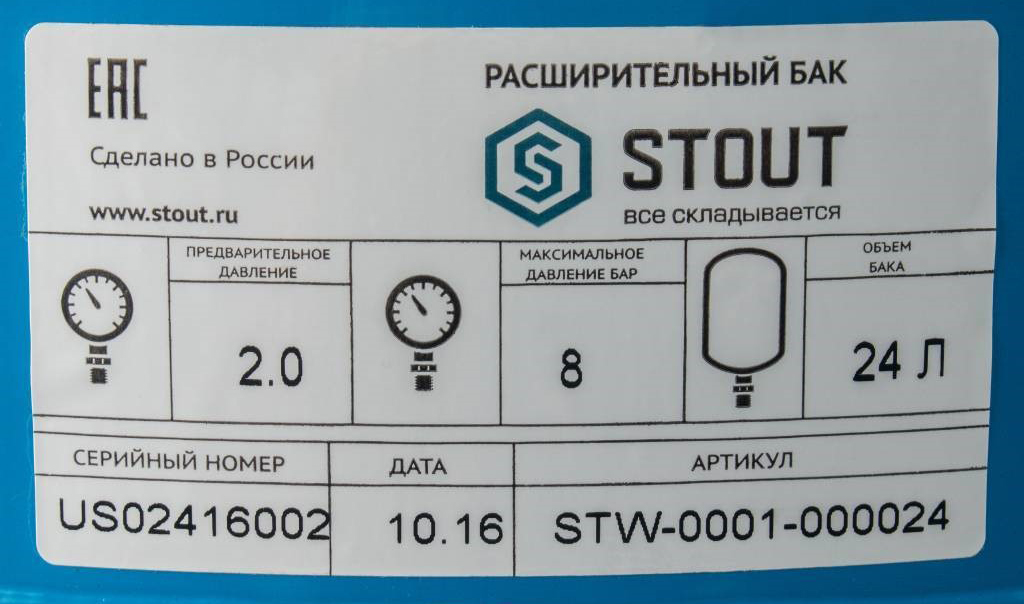 EAC
Сделано в России
www.stout.ru
РАСШИРИТЕЛЬНЫЙ БАК
S
STOUT
все складывается
ПРЕДВАРИТЕЛЬНОЕ
ДАВЛЕНИЕ
2.0
МАКСИМАЛЬНОЕ
ДАВЛЕНИЕ БАР
8
ОБЪЕМ
БАКА
24 Л
СЕРИЙНЫЙ НОМЕР
US02416002
ДАТА
10.16
АРТИКУЛ
STW-0001-000024